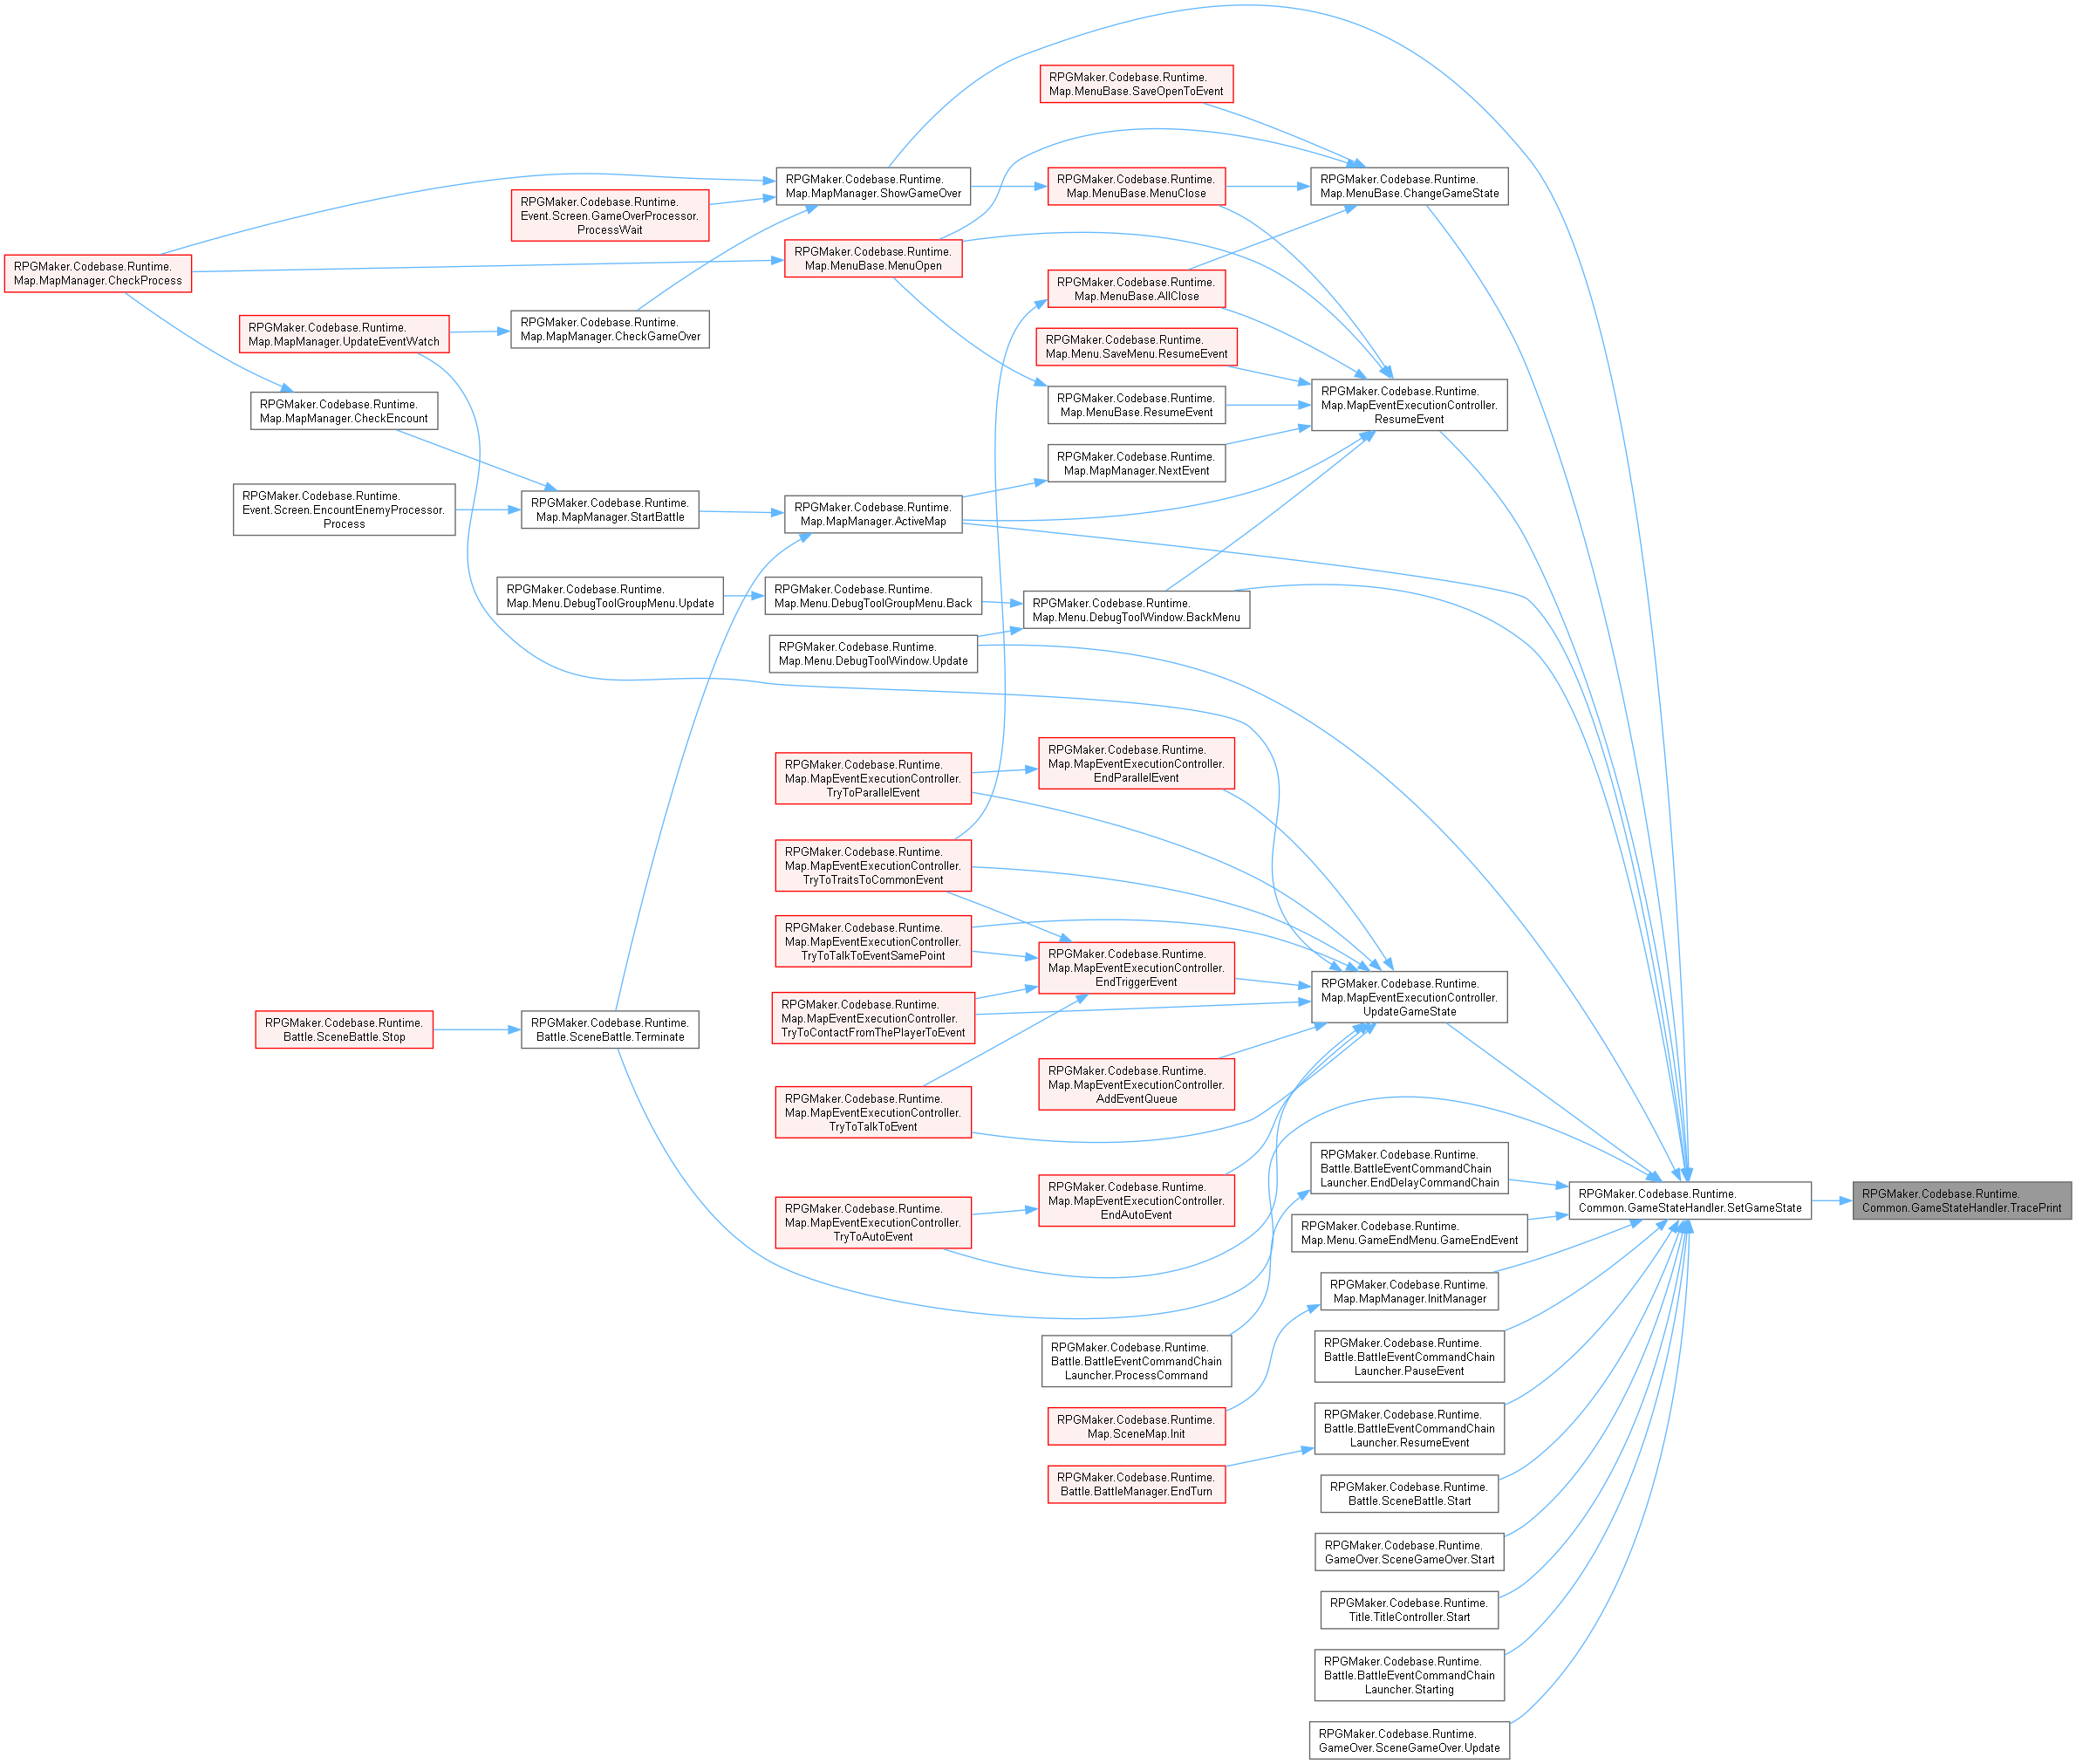 RPGMaker.Codebase.Runtime.
Map.MenuBase.SaveOpenToEvent
RPGMaker.Codebase.Runtime.
Map.MapManager.ShowGameOver
RPGMaker.Codebase.Runtime.
Map.MenuBase.MenuClose
RPGMaker.Codebase.Runtime.
Map.MenuBase.ChangeGameState
RPGMaker.Codebase.Runtime.
Event.Screen.GameOverProcessor.
ProcessWait
RPGMaker.Codebase.Runtime.
Map.MapManager.CheckProcess
RPGMaker.Codebase.Runtime.
Map.MenuBase.MenuOpen
RPGMaker.Codebase.Runtime.
Map.MenuBase.AllClose
RPGMaker.Codebase.Runtime.
Map.MapManager.UpdateEventWatch
RPGMaker.Codebase.Runtime.
Map.MapManager.CheckGameOver
RPGMaker.Codebase.Runtime.
Map.Menu.SaveMenu.ResumeEvent
RPGMaker.Codebase.Runtime.
Map.MapManager.CheckEncount
RPGMaker.Codebase.Runtime.
Map.MenuBase.ResumeEvent
RPGMaker.Codebase.Runtime.
Map.MapEventExecutionController.
ResumeEvent
RPGMaker.Codebase.Runtime.
Map.MapManager.NextEvent
RPGMaker.Codebase.Runtime.
Event.Screen.EncountEnemyProcessor.
Process
RPGMaker.Codebase.Runtime.
Map.MapManager.StartBattle
RPGMaker.Codebase.Runtime.
Map.MapManager.ActiveMap
RPGMaker.Codebase.Runtime.
Map.Menu.DebugToolGroupMenu.Update
RPGMaker.Codebase.Runtime.
Map.Menu.DebugToolGroupMenu.Back
RPGMaker.Codebase.Runtime.
Map.Menu.DebugToolWindow.BackMenu
RPGMaker.Codebase.Runtime.
Map.Menu.DebugToolWindow.Update
RPGMaker.Codebase.Runtime.
Map.MapEventExecutionController.
TryToParallelEvent
RPGMaker.Codebase.Runtime.
Map.MapEventExecutionController.
EndParallelEvent
RPGMaker.Codebase.Runtime.
Map.MapEventExecutionController.
TryToTraitsToCommonEvent
RPGMaker.Codebase.Runtime.
Map.MapEventExecutionController.
TryToTalkToEventSamePoint
RPGMaker.Codebase.Runtime.
Map.MapEventExecutionController.
EndTriggerEvent
RPGMaker.Codebase.Runtime.
Map.MapEventExecutionController.
UpdateGameState
RPGMaker.Codebase.Runtime.
Battle.SceneBattle.Stop
RPGMaker.Codebase.Runtime.
Battle.SceneBattle.Terminate
RPGMaker.Codebase.Runtime.
Map.MapEventExecutionController.
TryToContactFromThePlayerToEvent
RPGMaker.Codebase.Runtime.
Map.MapEventExecutionController.
AddEventQueue
RPGMaker.Codebase.Runtime.
Map.MapEventExecutionController.
TryToTalkToEvent
RPGMaker.Codebase.Runtime.
Battle.BattleEventCommandChain
Launcher.EndDelayCommandChain
RPGMaker.Codebase.Runtime.
Map.MapEventExecutionController.
EndAutoEvent
RPGMaker.Codebase.Runtime.
Common.GameStateHandler.SetGameState
RPGMaker.Codebase.Runtime.
Common.GameStateHandler.TracePrint
RPGMaker.Codebase.Runtime.
Map.MapEventExecutionController.
TryToAutoEvent
RPGMaker.Codebase.Runtime.
Map.Menu.GameEndMenu.GameEndEvent
RPGMaker.Codebase.Runtime.
Map.MapManager.InitManager
RPGMaker.Codebase.Runtime.
Battle.BattleEventCommandChain
Launcher.ProcessCommand
RPGMaker.Codebase.Runtime.
Battle.BattleEventCommandChain
Launcher.PauseEvent
RPGMaker.Codebase.Runtime.
Map.SceneMap.Init
RPGMaker.Codebase.Runtime.
Battle.BattleEventCommandChain
Launcher.ResumeEvent
RPGMaker.Codebase.Runtime.
Battle.BattleManager.EndTurn
RPGMaker.Codebase.Runtime.
Battle.SceneBattle.Start
RPGMaker.Codebase.Runtime.
GameOver.SceneGameOver.Start
RPGMaker.Codebase.Runtime.
Title.TitleController.Start
RPGMaker.Codebase.Runtime.
Battle.BattleEventCommandChain
Launcher.Starting
RPGMaker.Codebase.Runtime.
GameOver.SceneGameOver.Update